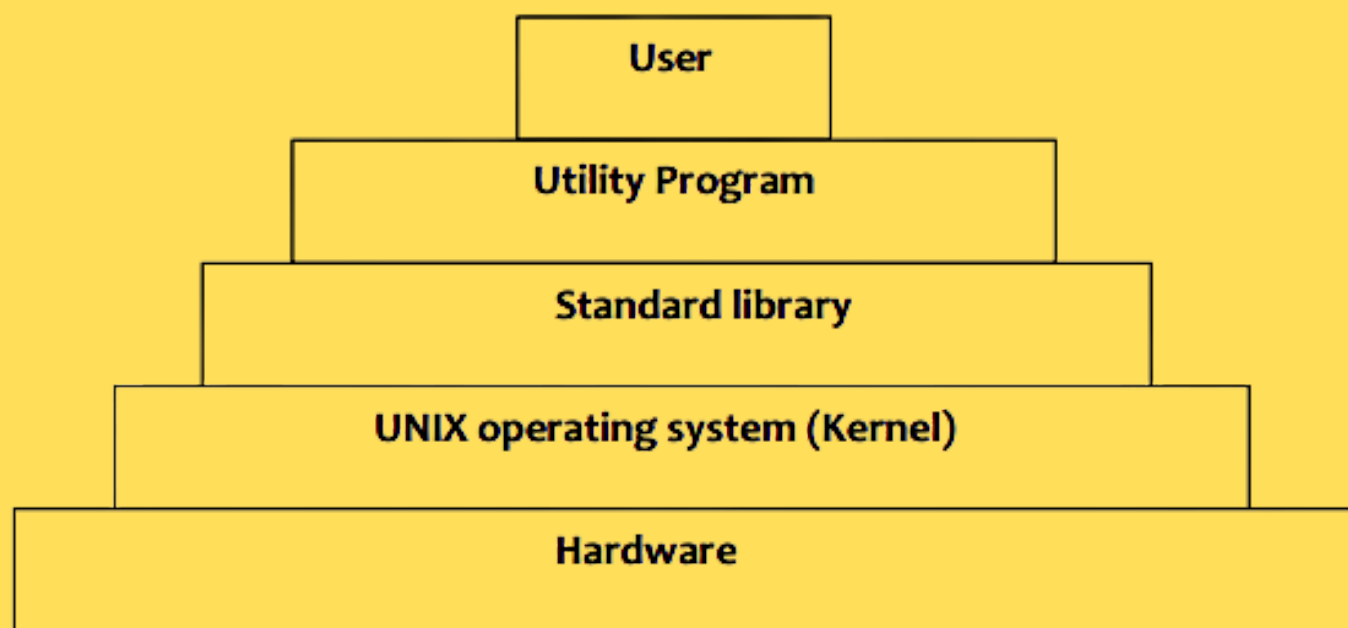 User
Utility Program
Standard library
UNIX operating system (Kernel)
Hardware